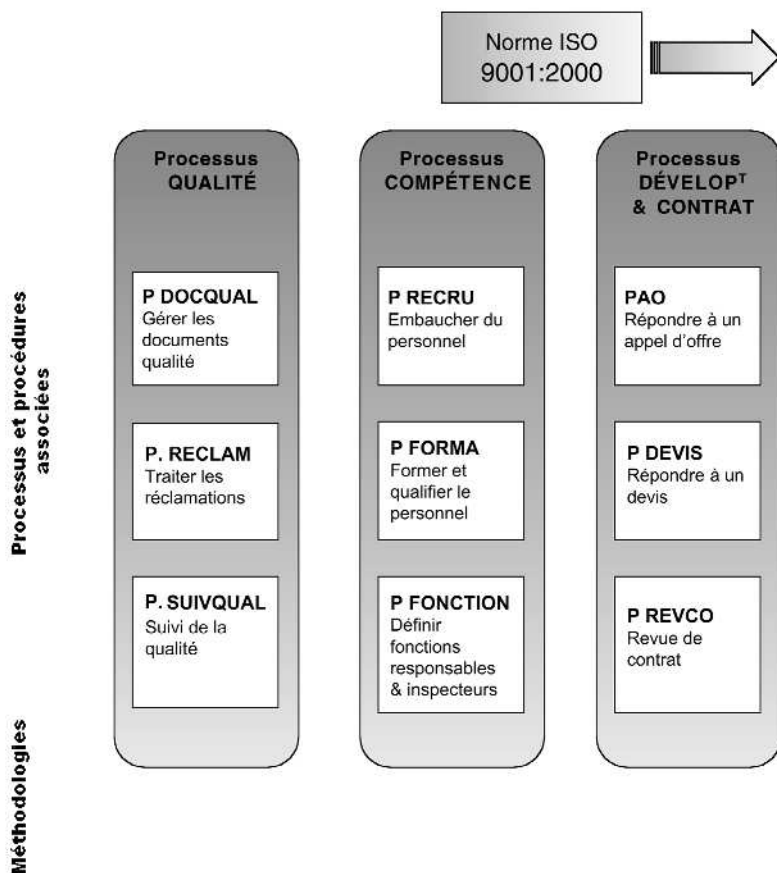 Norme ISO
9001:2000
Processus
QUALITÉ
P DOCQUAL
Gérer les
documents
qualité
P. RECLAM
Traiter les
réclamations
P. SUIVQUAL
Suivi de la
qualité
Processus
COMPÉTENCE
P RECRU
Embaucher du
personnel
P FORMA
Former et
qualifier le
personnel
P FONCTION
Définir
fonctions
responsables
& inspecteurs
Processus
DÉVELOPᵀ
& CONTRAT
PAO
Répondre à un
appel d'offre
P DEVIS
Répondre à un
devis
P REVCO
Revue de
contrat
Processus et procédures
associées
Méthodologies